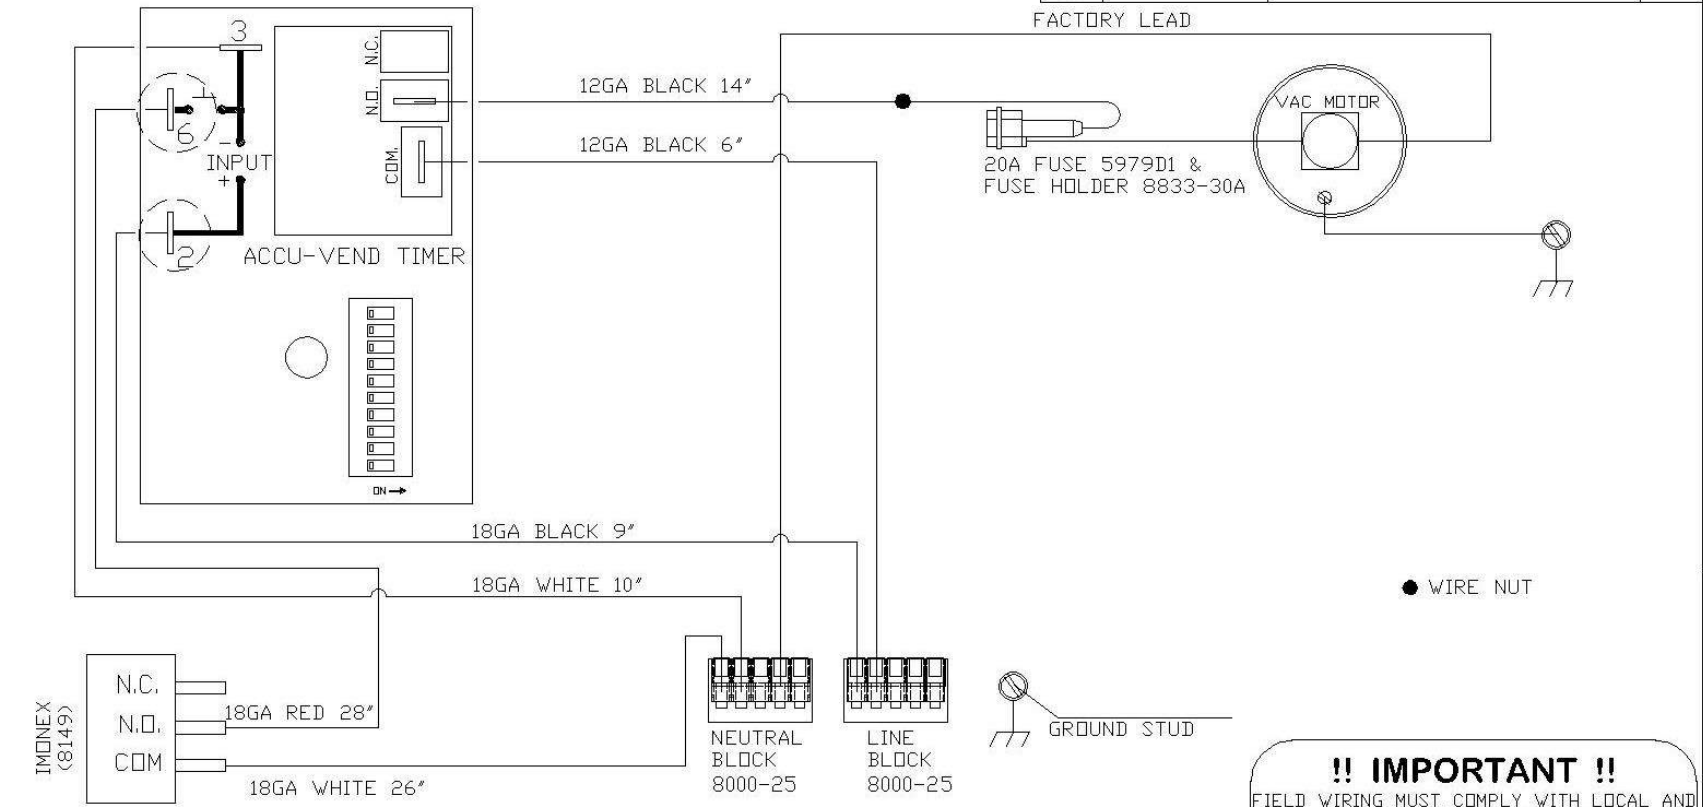 FACTORY LEAD
3
N.C.
12GA BLACK 14"
N.O.
VAC MOTOR
6
-
INPUT
+
COM.
12GA BLACK 6"
20A FUSE 5979D1 &
FUSE HOLDER 8833-30A
2
ACCU-VEND TIMER
ON
18GA BLACK 9"
18GA WHITE 10"
WIRE NUT
N.C.
18GA RED 28"
N.O.
IMONEX
(8149)
COM
18GA WHITE 26"
NEUTRAL
BLOCK
8000-25
LINE
BLOCK
8000-25
GROUND STUD
!! IMPORTANT !!
FIELD WIRING MUST COMPLY WITH LOCAL AND